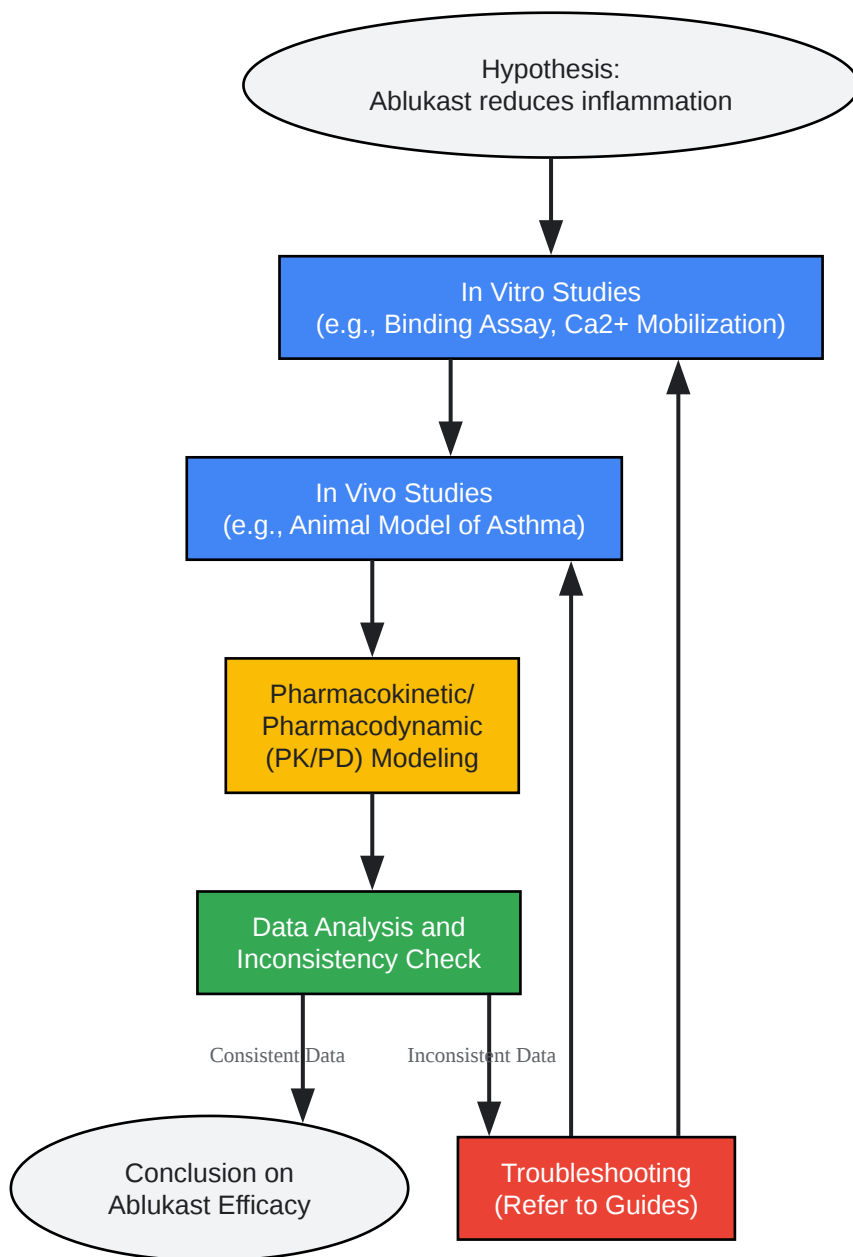 Hypothesis:
Ablukast reduces inflammation
In Vitro Studies
(e.g., Binding Assay, Ca2+ Mobilization)
In Vivo Studies
(e.g., Animal Model of Asthma)
Pharmacokinetic/
Pharmacodynamic
(PK/PD) Modeling
Data Analysis and
Inconsistency Check
Consistent Data
Inconsistent Data
Conclusion on
Ablukast Efficacy
Troubleshooting
(Refer to Guides)